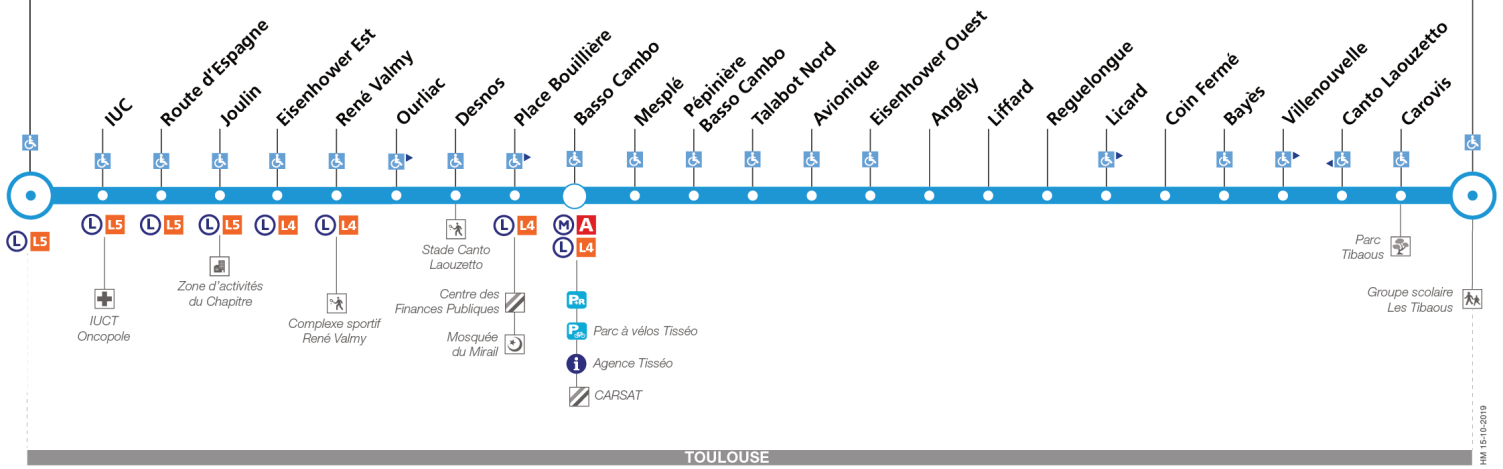 IUC
Route d'Espagne
Joulin
Eisenhower Est
René Valmy
Ourliac
Desnos
Place Bouillière
Basso Cambo
Mesplé
Pépinière
Basso Cambo
Talabot Nord
Avionique
Eisenhower Ouest
Angély
Liffard
Reguelongue
Licard
Coin Fermé
Bayès
Villenouvelle
Canto Laouzetto
Carovis
L L5
L L5
L L5
L L5
L L4
L L4
L L4
M A
L L4
IUCT
Oncopole
Zone d'activités
du Chapitre
Complexe sportif
René Valmy
Stade Canto
Laouzetto
Centre des
Finances Publiques
Mosquée
du Mirail
P+R
P
Parc à vélos Tisséo
i
Agence Tisséo
CARSAT
Parc
Tibaous
Groupe scolaire
Les Tibaous
TOULOUSE
HM 15-10-2019